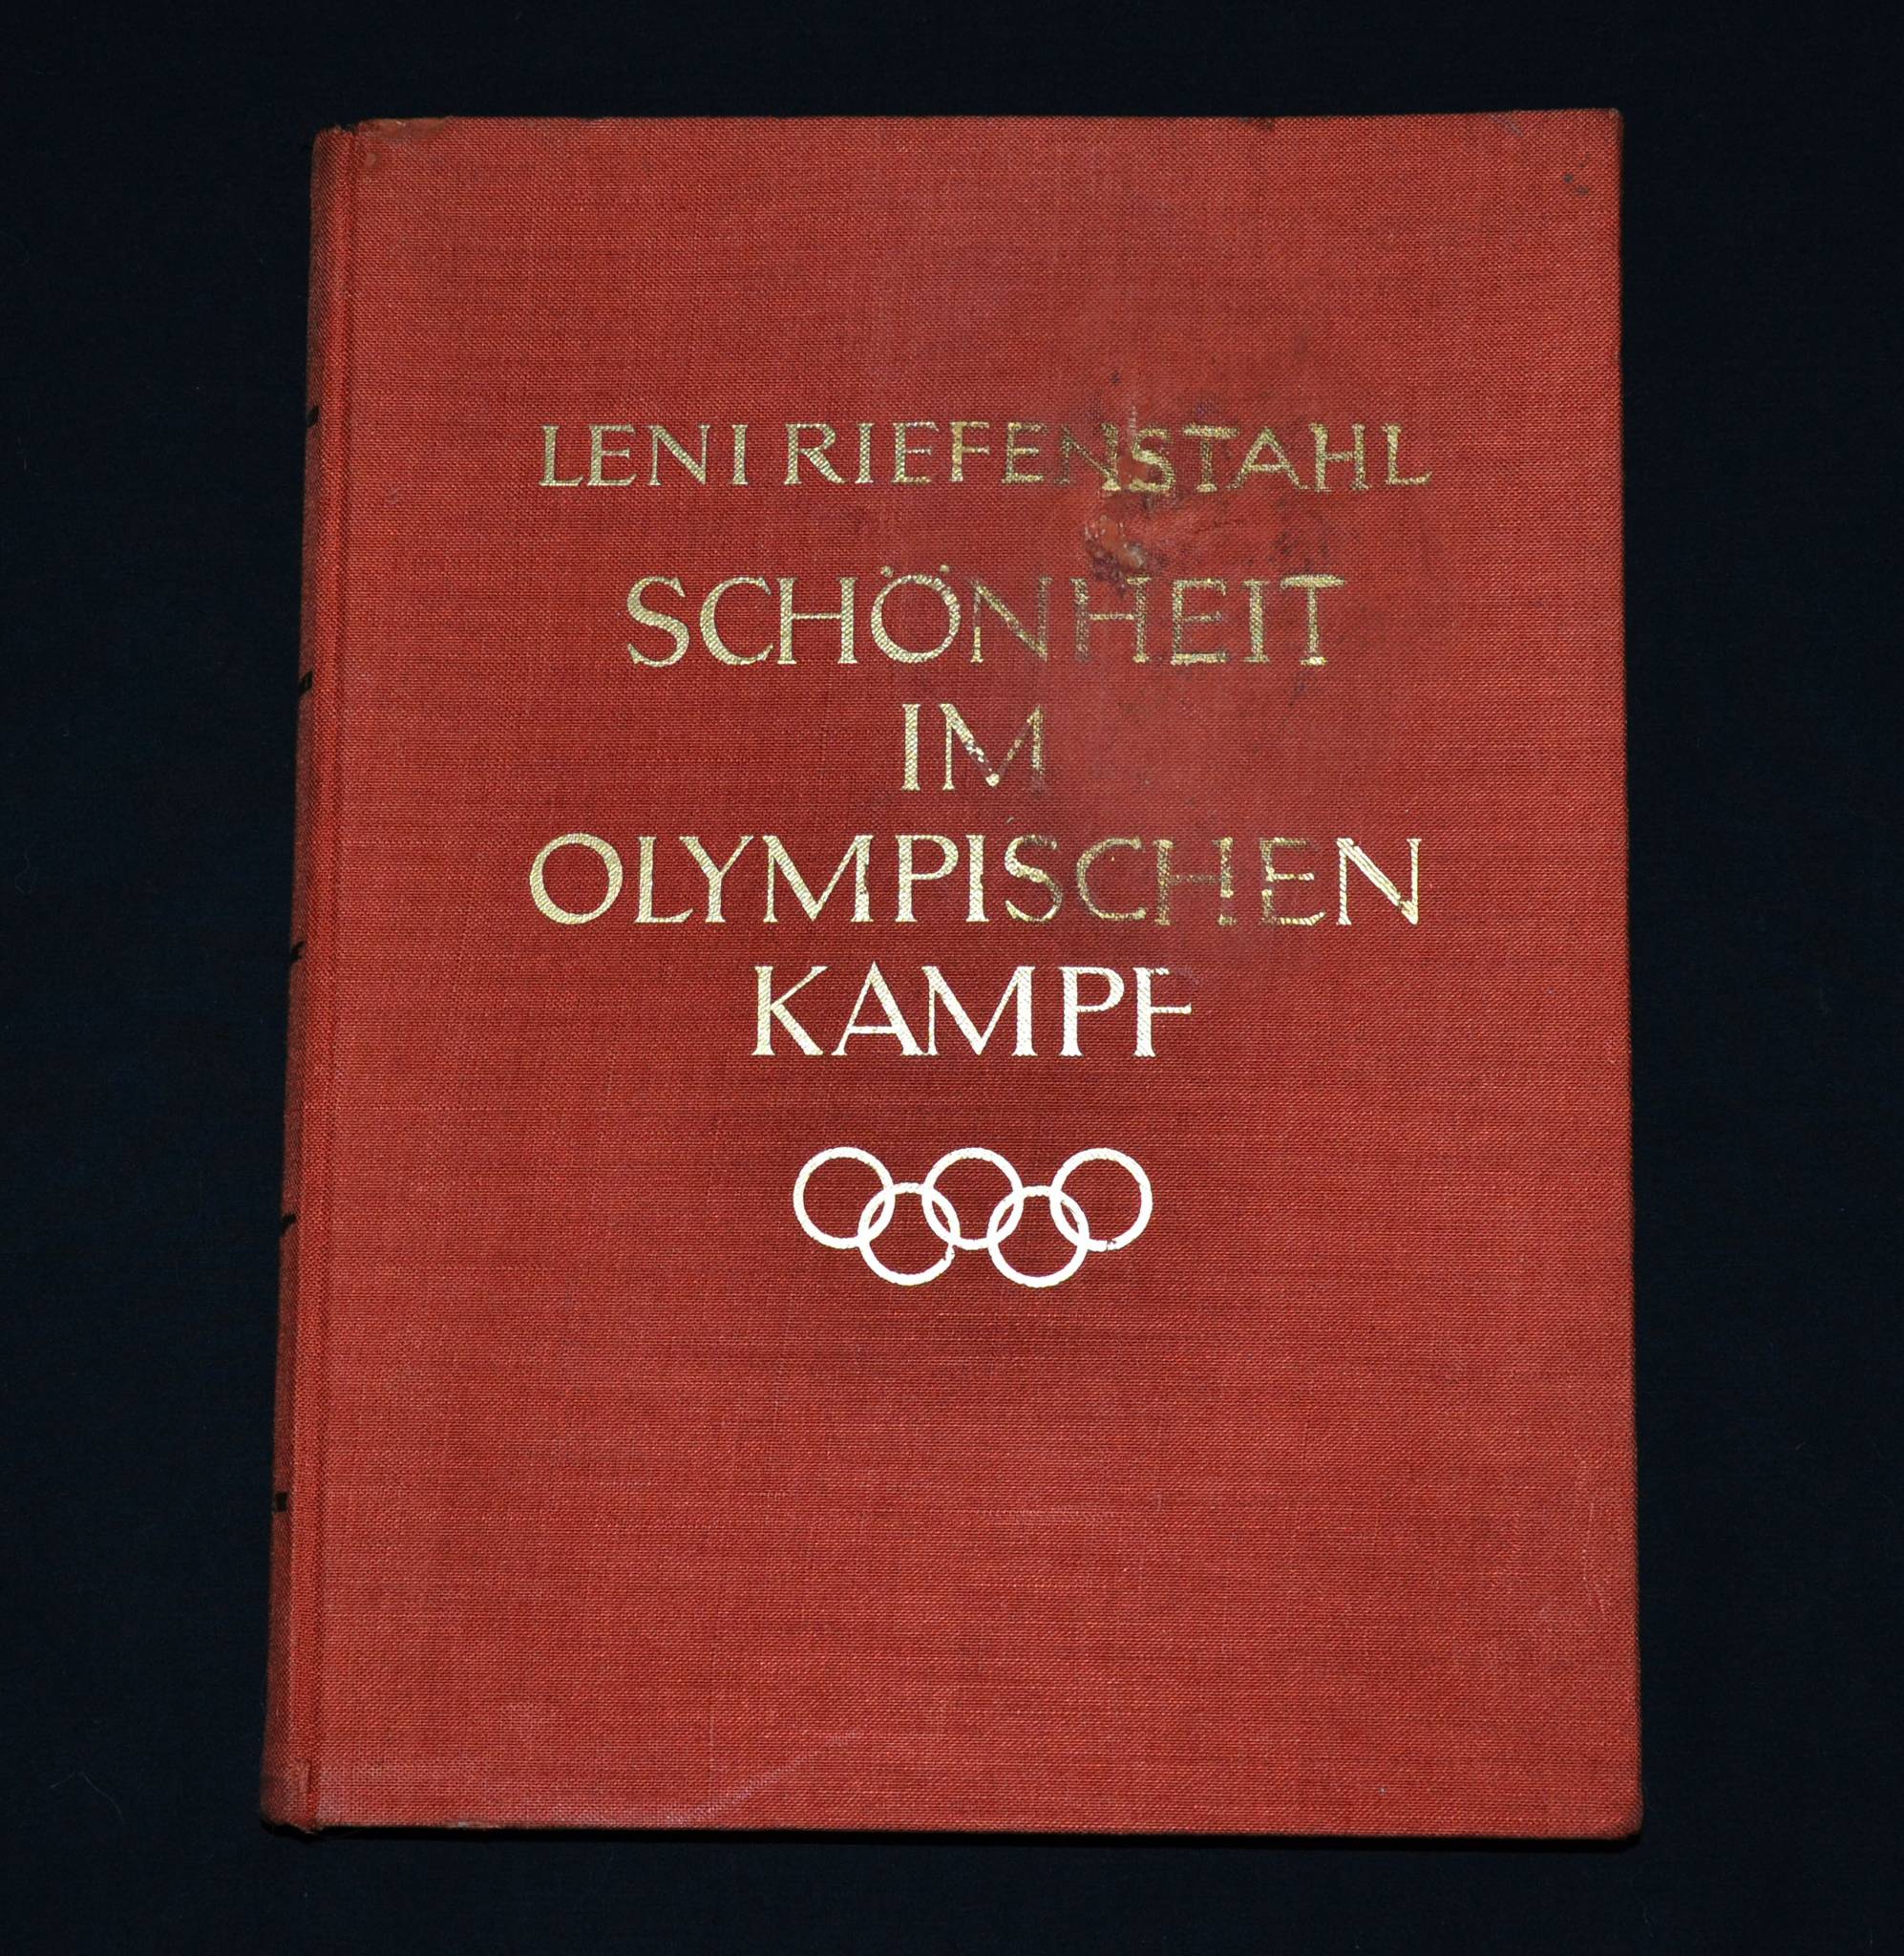 LENI RIEFENSTAHL
SCHÖNHEIT
IM
OLYMPISCHEN
KAMPF